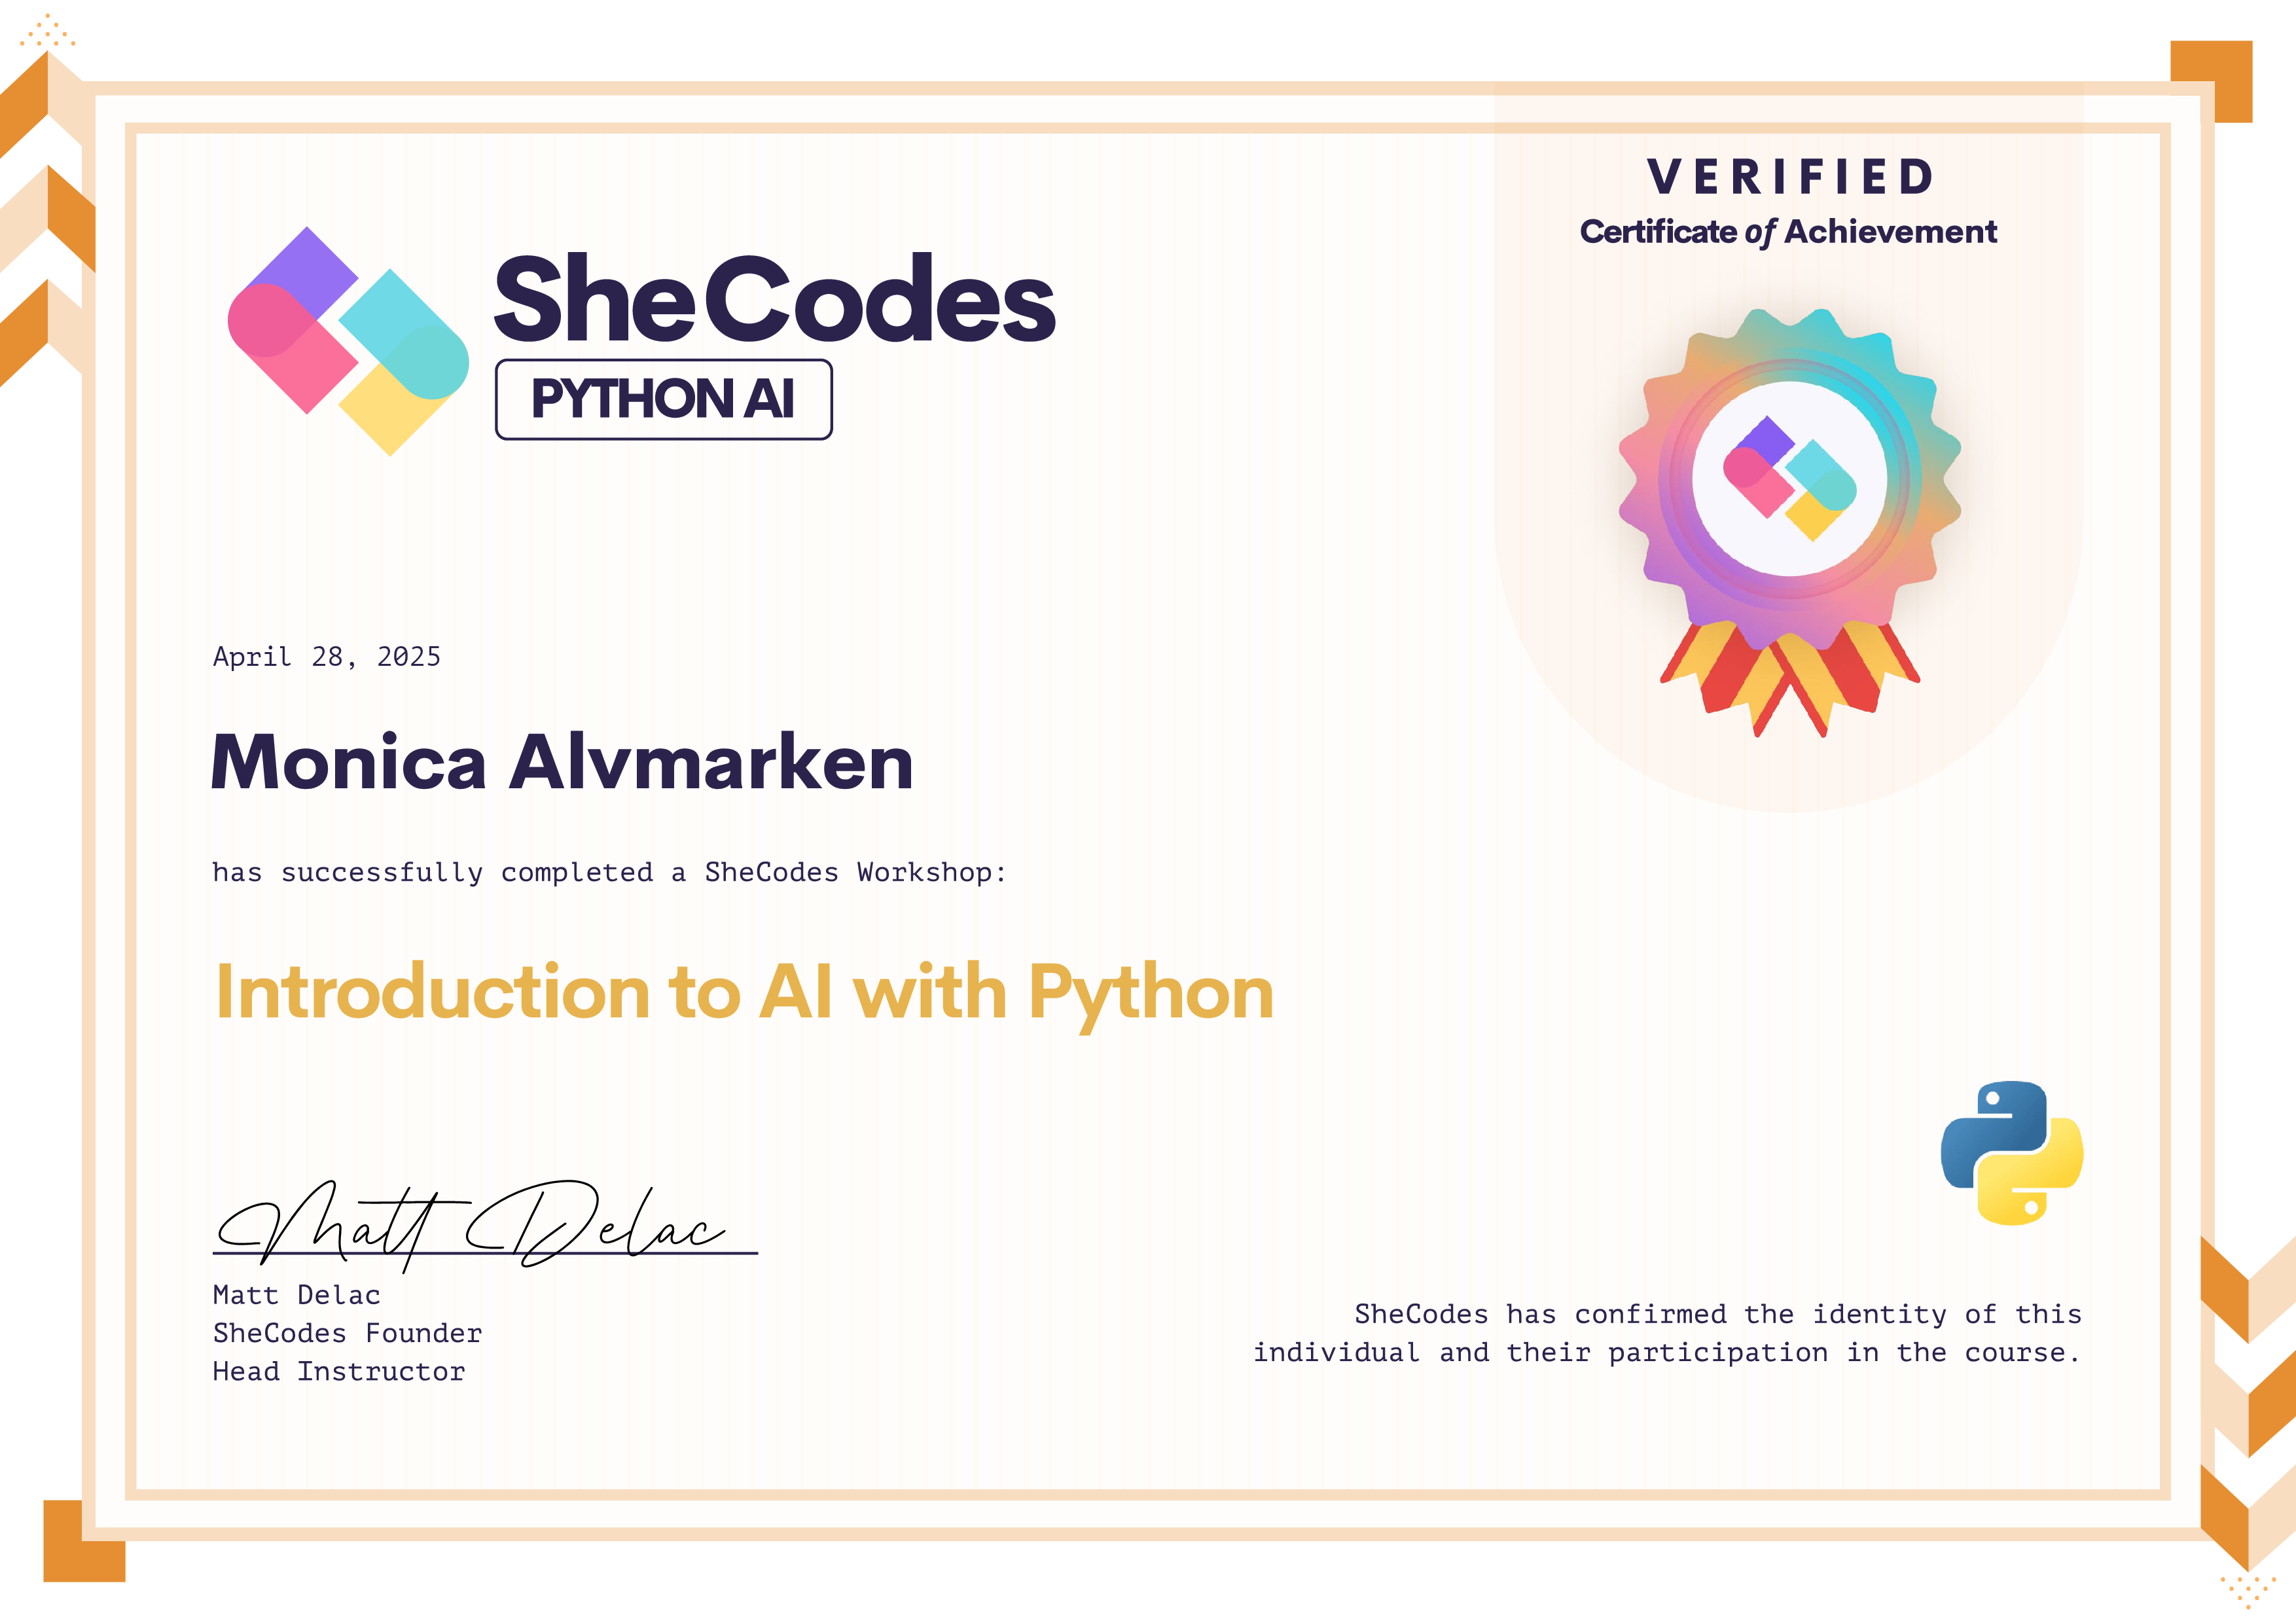 SheCodes
PYTHON AI
VERIFIED
Certificate of Achievement
April 28, 2025
Monica Alvmarken
has successfully completed a SheCodes Workshop:
Introduction to AI with Python
Matt Delac
Matt Delac
SheCodes Founder
Head Instructor
SheCodes has confirmed the identity of this
individual and their participation in the course.